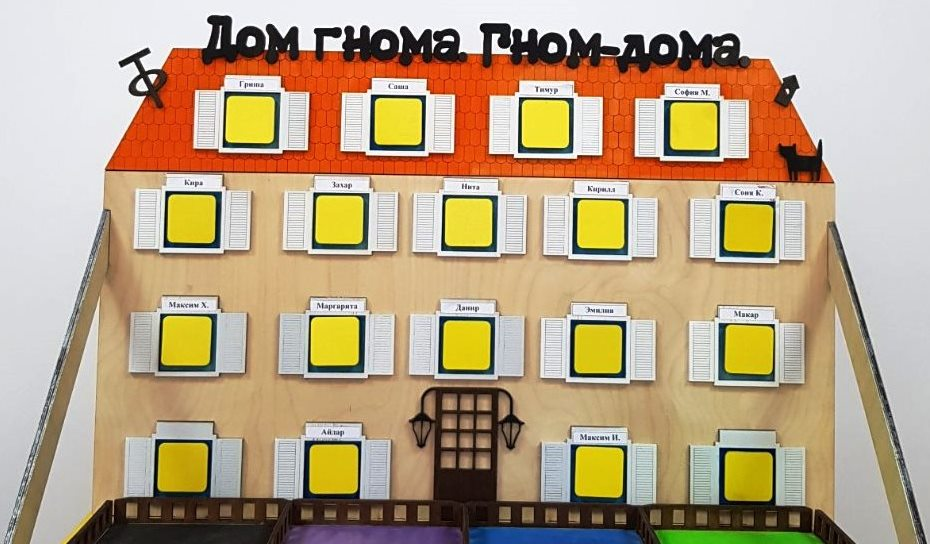 Дом гнома. Гном-дома.
Гриша Саша Тимур София М.
Кира Захар Нита Кирилл Соня К.
Максим Х. Маргарита Данир Эмилия Макар
Айдар Максим И.